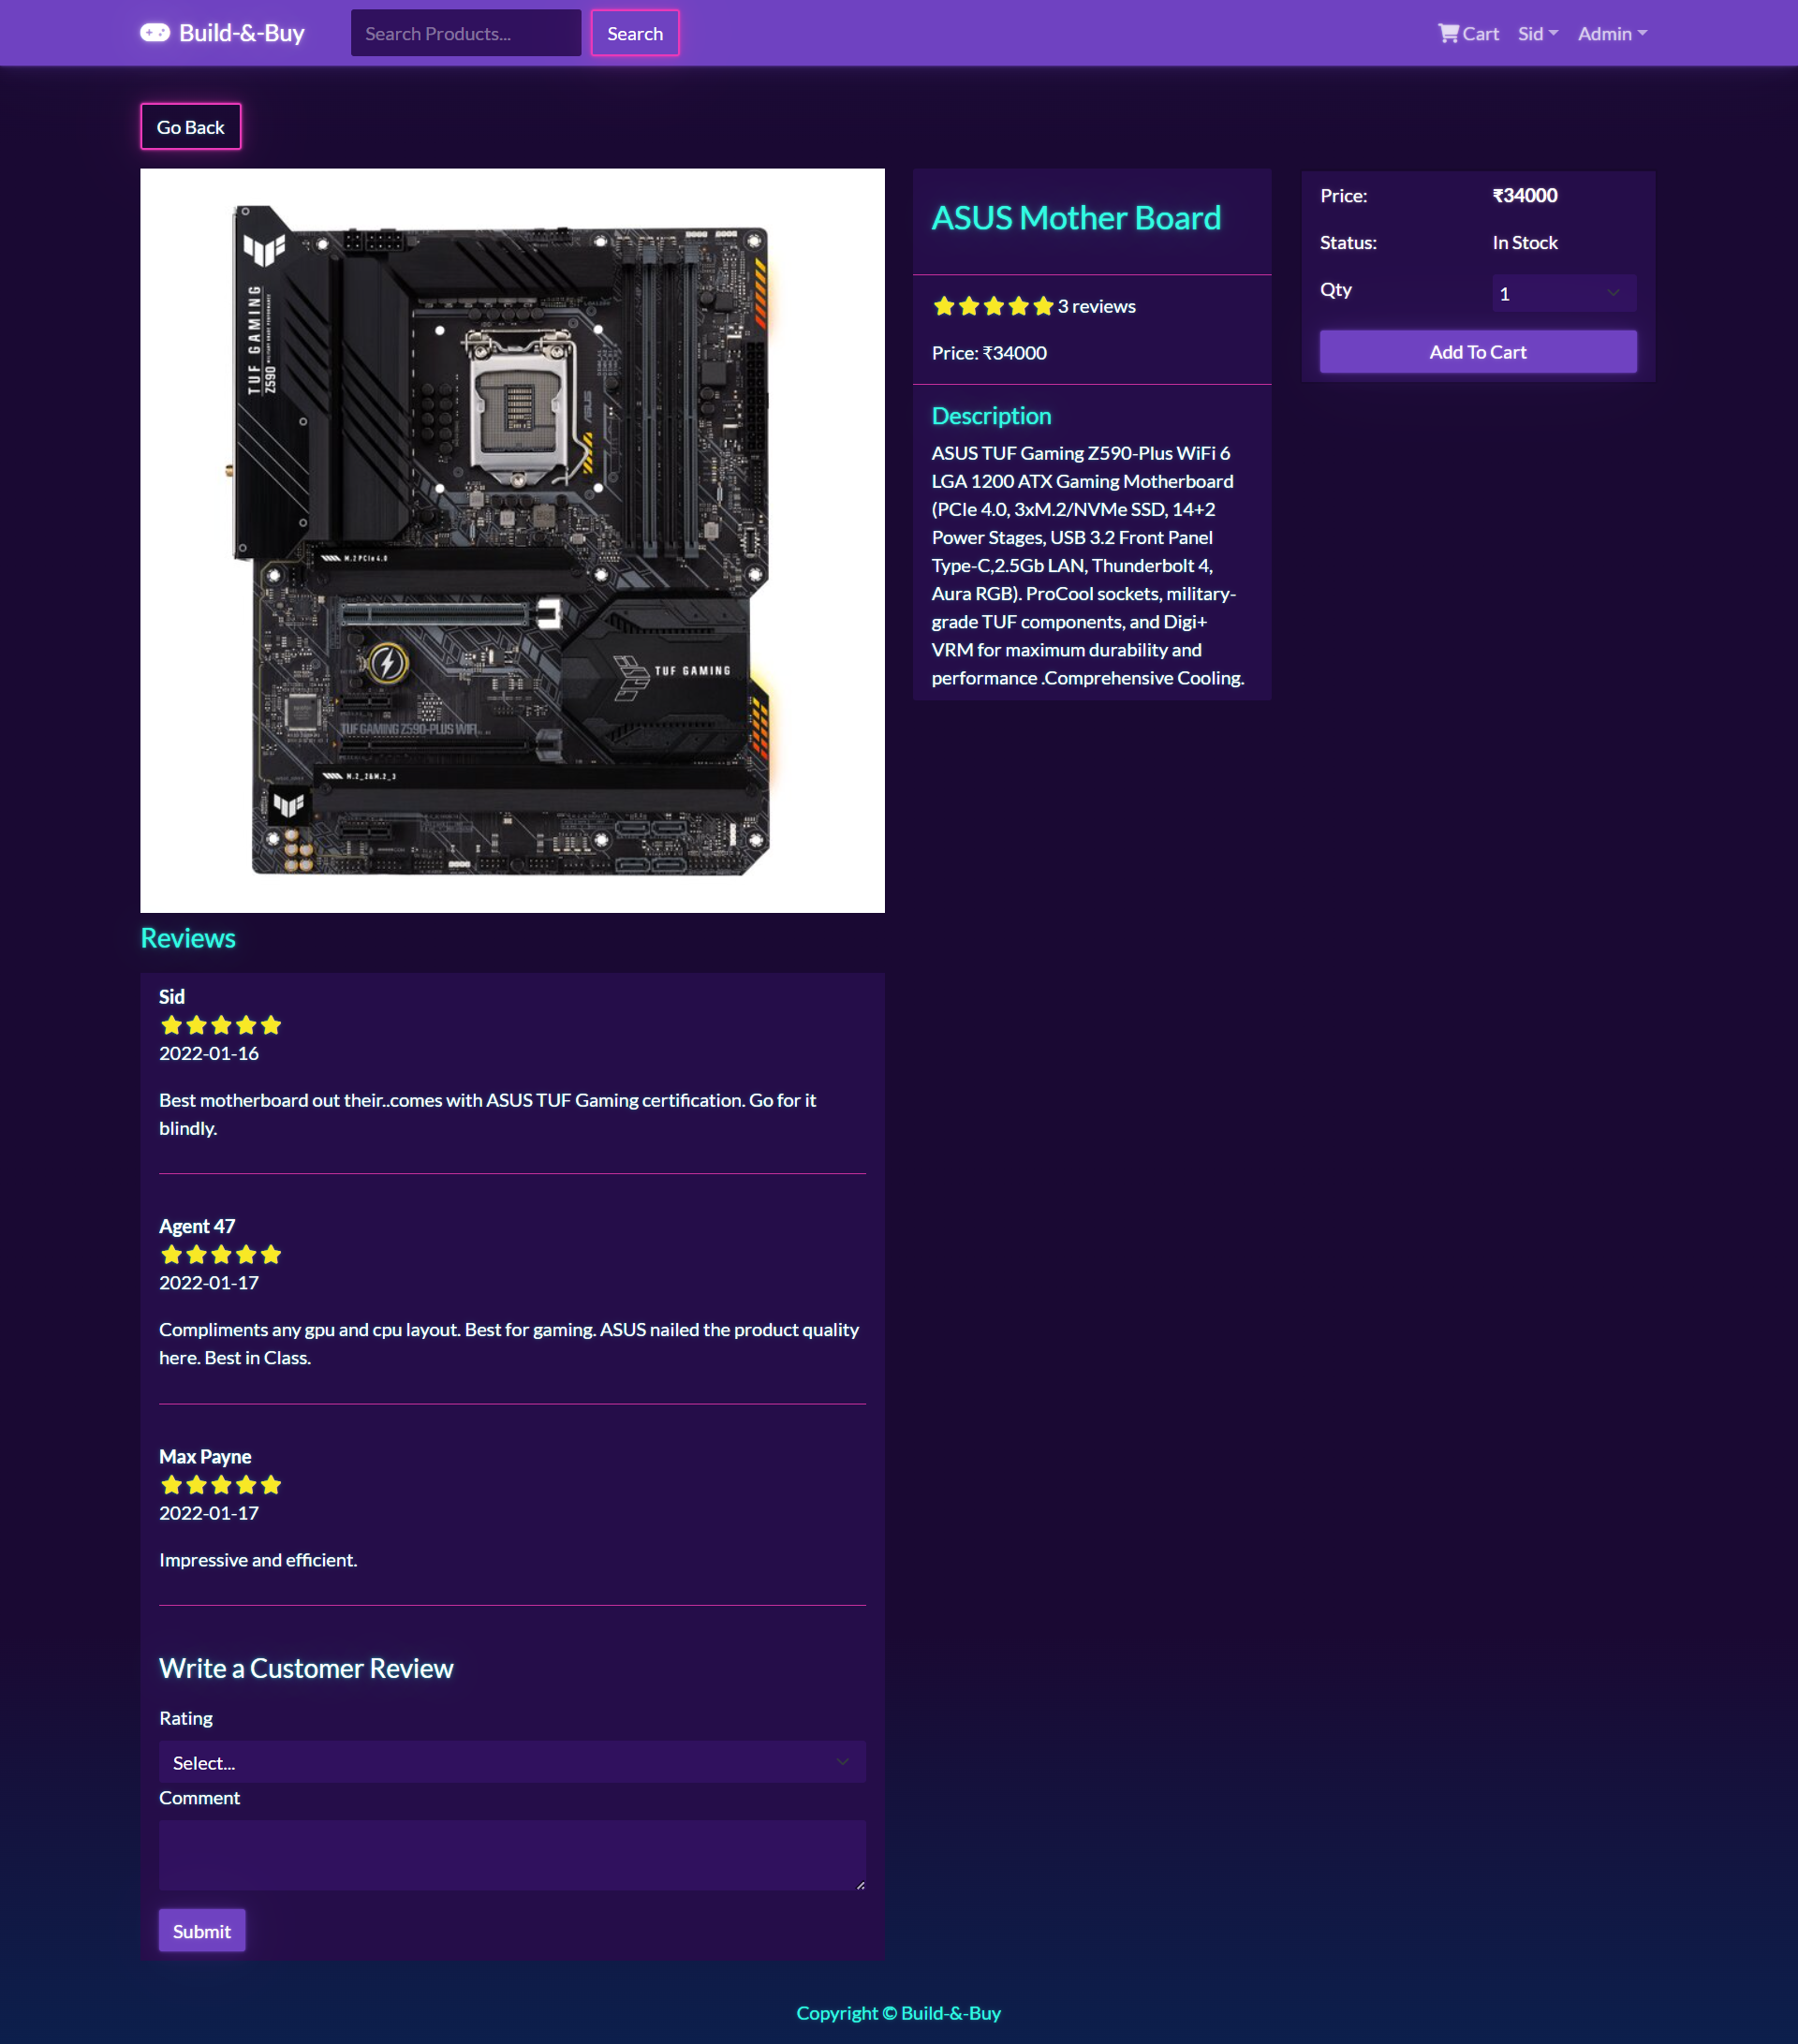 Build-&-Buy
Search Products...
Search
Cart
Sid
Admin
Go Back
TUF GAMING
Z590
M.2 PCIe 4.0
TUF GAMING
TUF GAMING Z590-PLUS WIFI
M.2_2&M.2_3
ASUS Mother Board
3 reviews
Price: ₹34000
Description
ASUS TUF Gaming Z590-Plus WiFi 6
LGA 1200 ATX Gaming Motherboard
(PCIe 4.0, 3xM.2/NVMe SSD, 14+2
Power Stages, USB 3.2 Front Panel
Type-C,2.5Gb LAN, Thunderbolt 4,
Aura RGB). ProCool sockets, military-
grade TUF components, and Digi+
VRM for maximum durability and
performance .Comprehensive Cooling.
Price: ₹34000
Status: In Stock
Qty 1
Add To Cart
Reviews
Sid
2022-01-16
Best motherboard out their..comes with ASUS TUF Gaming certification. Go for it
blindly.
Agent 47
2022-01-17
Compliments any gpu and cpu layout. Best for gaming. ASUS nailed the product quality
here. Best in Class.
Max Payne
2022-01-17
Impressive and efficient.
Write a Customer Review
Rating
Select...
Comment
Submit
Copyright © Build-&-Buy